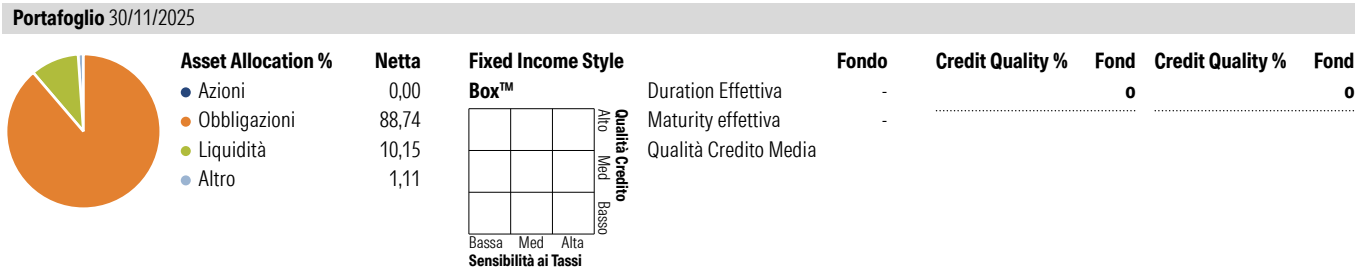 Portafoglio 30/11/2025
Asset Allocation % Netta
Azioni 0,00
Obbligazioni 88,74
Liquidità 10,15
Altro 1,11
Fixed Income Style
Box™
Alto Med Basso
Qualità Credito
Bassa Med Alta
Sensibilità ai Tassi
Fondo
Duration Effettiva -
Maturity effettiva -
Qualità Credito Media
Credit Quality % Fond
o
Credit Quality % Fond
o